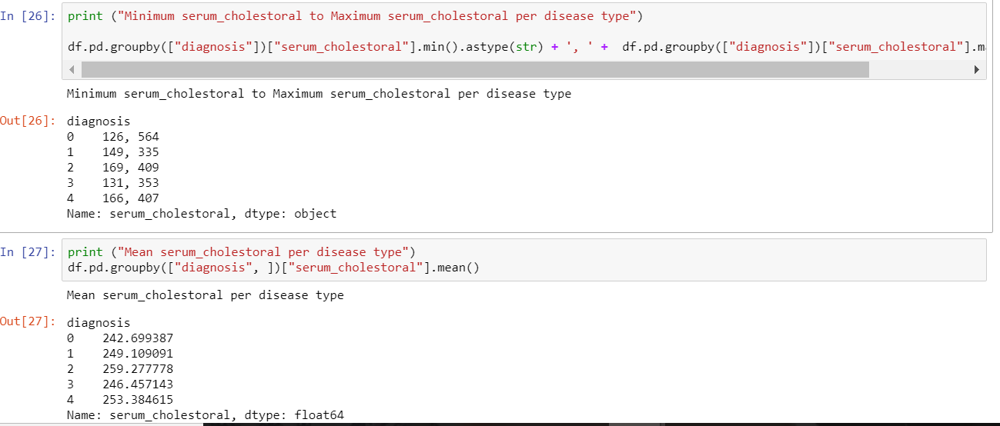 In [26]: print ("Minimum serum_cholestoral to Maximum serum_cholestoral per disease type")
df.pd.groupby(["diagnosis"])["serum_cholestoral"].min().astype(str) + ', ' +  df.pd.groupby(["diagnosis"])["serum_cholestoral"].m
Minimum serum_cholestoral to Maximum serum_cholestoral per disease type
Out[26]: diagnosis
0    126, 564
1    149, 335
2    169, 409
3    131, 353
4    166, 407
Name: serum_cholestoral, dtype: object
In [27]: print ("Mean serum_cholestoral per disease type")
df.pd.groupby(["diagnosis", ])["serum_cholestoral"].mean()
Mean serum_cholestoral per disease type
Out[27]: diagnosis
0    242.699387
1    249.109091
2    259.277778
3    246.457143
4    253.384615
Name: serum_cholestoral, dtype: float64